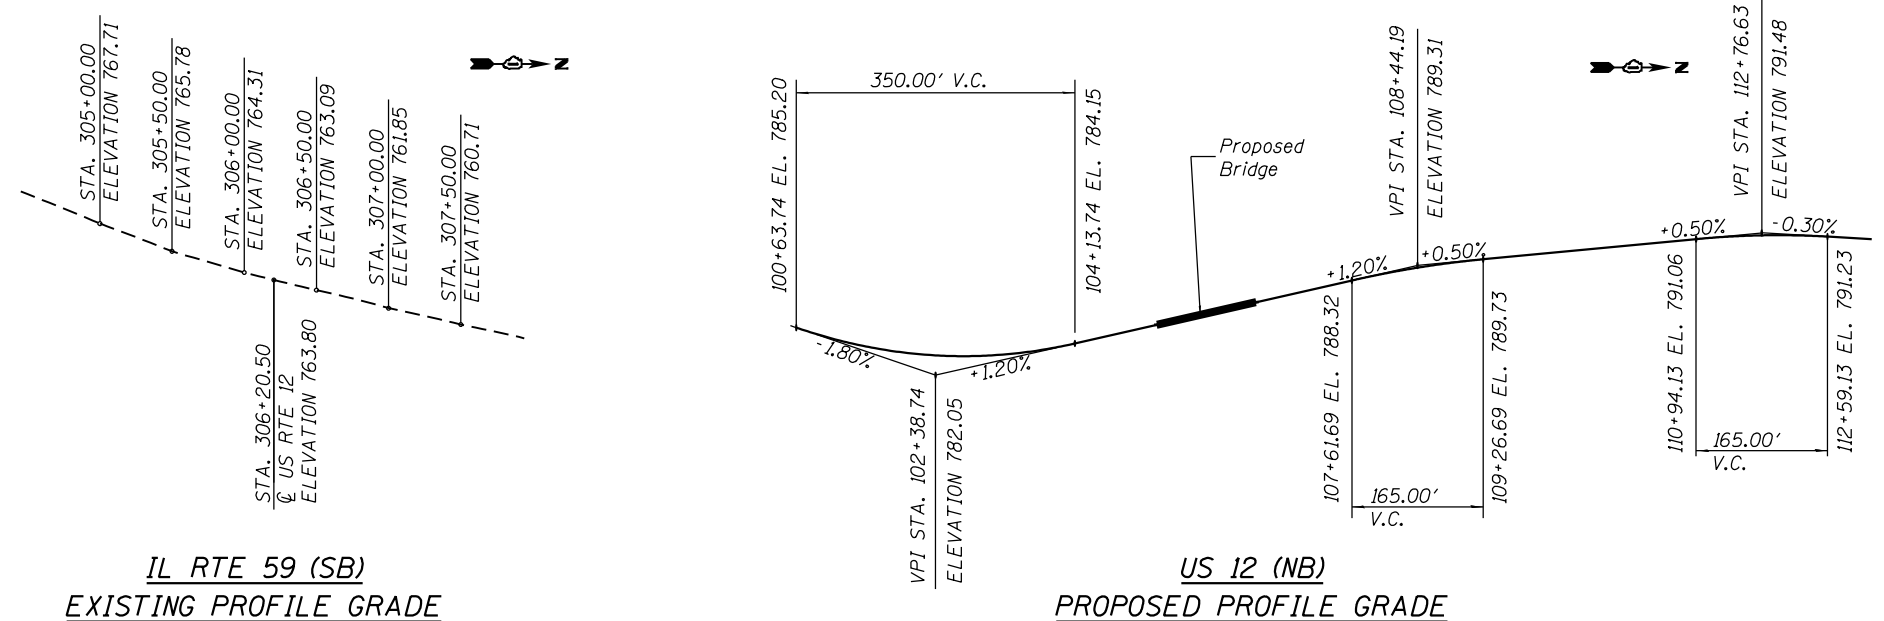 STA. 305+00.00
ELEVATION 767.71
STA. 305+50.00
ELEVATION 765.78
STA. 306+00.00
ELEVATION 764.31
STA. 306+50.00
ELEVATION 763.09
STA. 307+00.00
ELEVATION 761.85
STA. 307+50.00
ELEVATION 760.71
N
STA. 306+20.50
℄ US RTE 12
ELEVATION 763.80
IL RTE 59 (SB)
EXISTING PROFILE GRADE
100+63.74 EL. 785.20
350.00' V.C.
104+13.74 EL. 784.15
-1.80%
+1.20%
VPI STA. 102+38.74
ELEVATION 782.05
Proposed
Bridge
VPI STA. 108+44.19
ELEVATION 789.31
+1.20%
+0.50%
107+61.69 EL. 788.32
165.00'
V.C.
109+26.69 EL. 789.73
N
VPI STA. 112+76.63
ELEVATION 791.48
+0.50%
-0.30%
110+94.13 EL. 791.06
165.00'
V.C.
112+59.13 EL. 791.23
US 12 (NB)
PROPOSED PROFILE GRADE